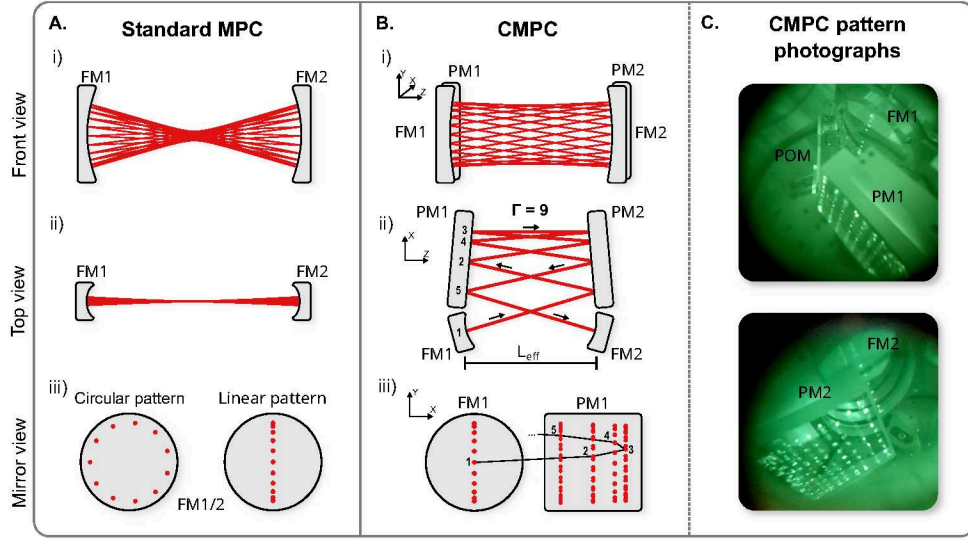 A.
Standard MPC
i)
FM1
FM2
Front view
ii)
FM1
FM2
Top view
iii)
Circular pattern
Linear pattern
FM1/2
Mirror view
B.
CMPC
i)
Y
X
Z
PM1
PM2
FM1
FM2
ii)
PM1
Γ = 9
PM2
X
Z
3
4
2
5
1
FM1
L_eff
FM2
iii)
Y
X
FM1
PM1
1
...
5
4
2
3
C.
CMPC pattern
photographs
FM1
POM
PM1
FM2
PM2